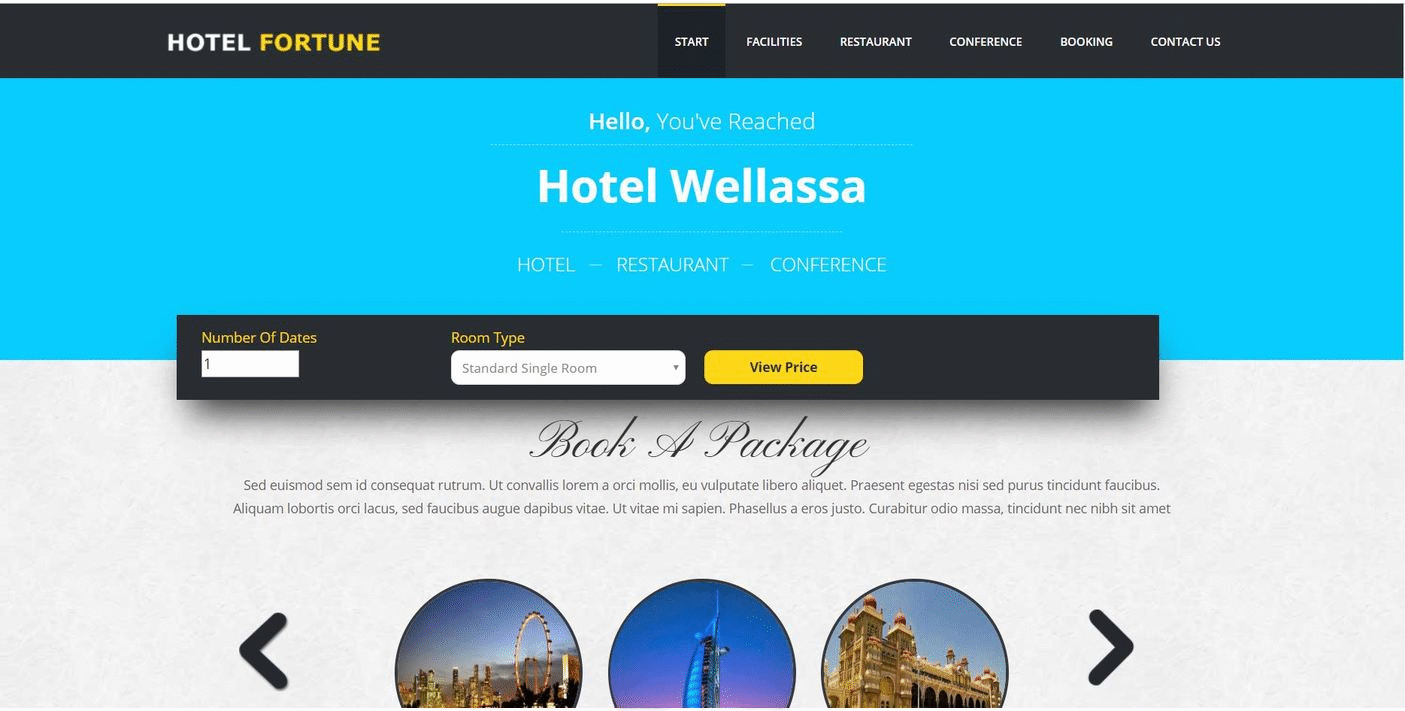 HOTEL FORTUNE
START FACILITIES RESTAURANT CONFERENCE BOOKING CONTACT US
Hello, You've Reached
Hotel Wellassa
HOTEL — RESTAURANT — CONFERENCE
Number Of Dates Room Type
1 Standard Single Room View Price
Book A Package
Sed euismod sem id consequat rutrum. Ut convallis lorem a orci mollis, eu vulputate libero aliquet. Praesent egestas nisi sed purus tincidunt faucibus.
Aliquam lobortis orci lacus, sed faucibus augue dapibus vitae. Ut vitae mi sapien. Phasellus a eros justo. Curabitur odio massa, tincidunt nec nibh sit amet